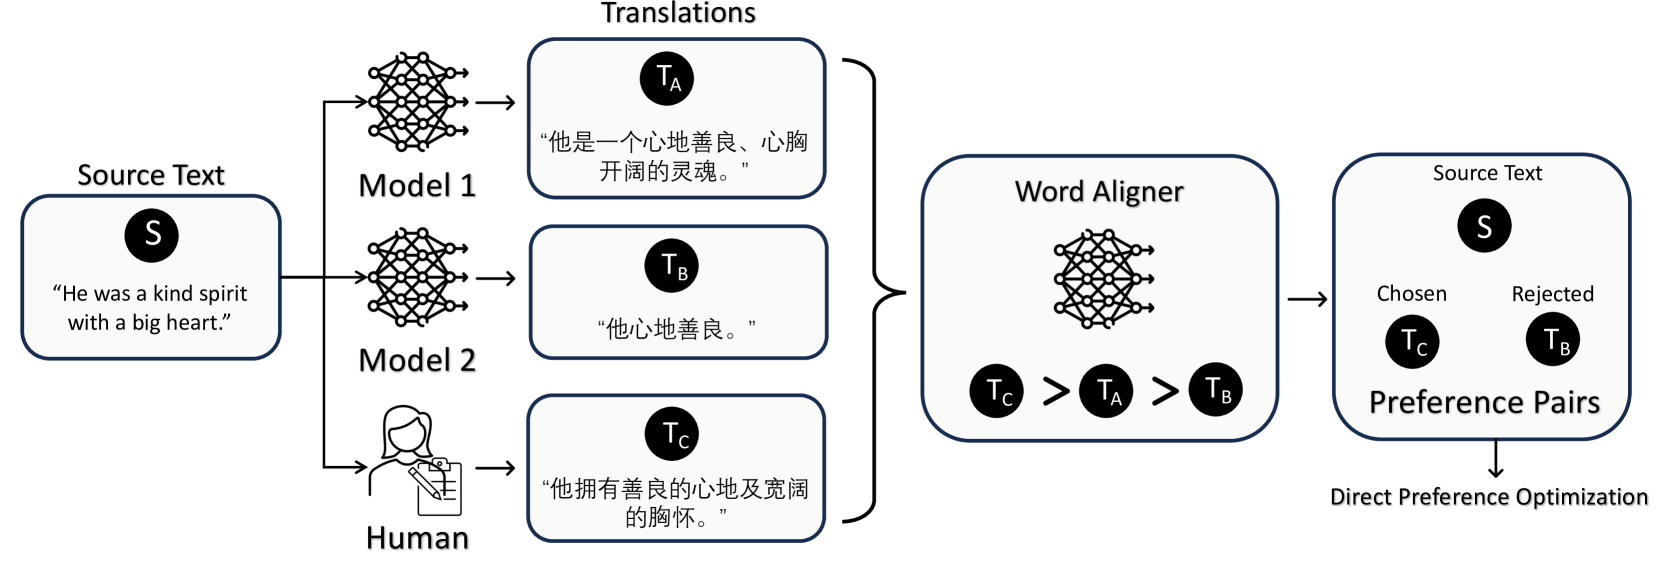 Source Text
S
“He was a kind spirit
with a big heart.”
Model 1
Model 2
Human
Translations
T_A
“他是一个心地善良、心胸
开阔的灵魂。”
T_B
“他心地善良。”
T_C
“他拥有善良的心地及宽阔
的胸怀。”
Word Aligner
T_C > T_A > T_B
Source Text
S
Chosen Rejected
T_C T_B
Preference Pairs
Direct Preference Optimization